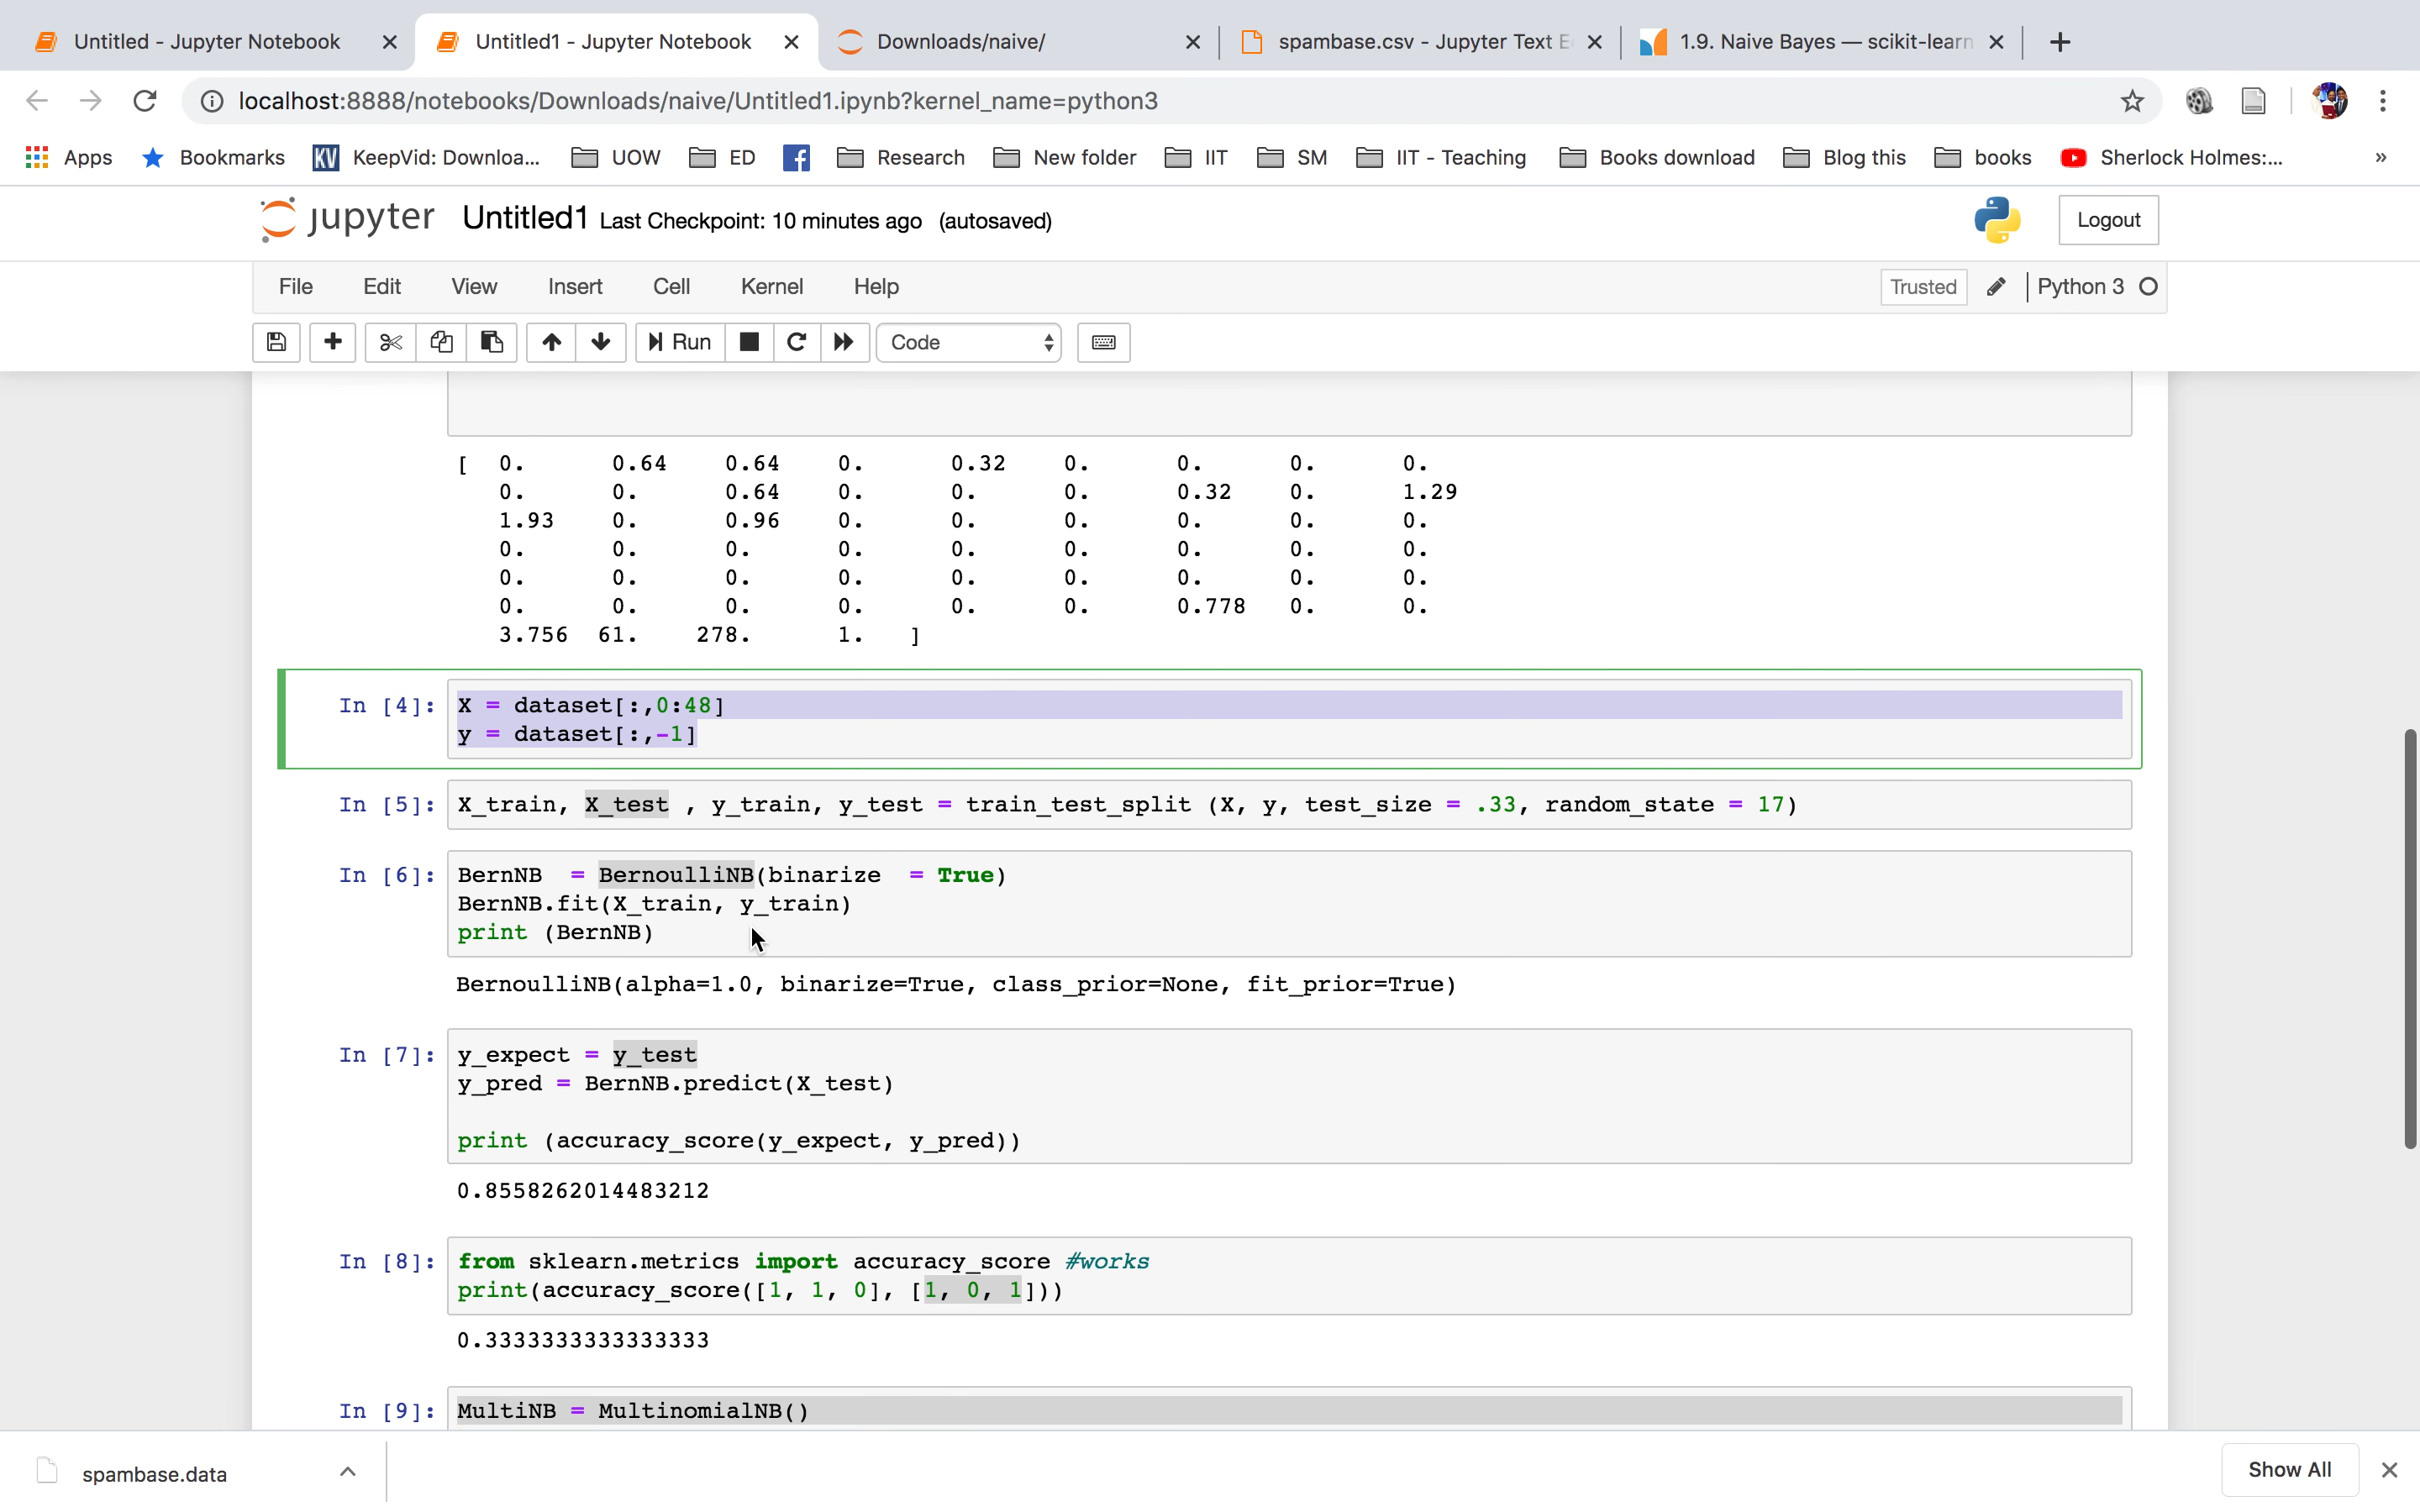 Untitled - Jupyter Notebook
Untitled1 - Jupyter Notebook
Downloads/naive/
spambase.csv - Jupyter Text E
1.9. Naive Bayes — scikit-learn
localhost:8888/notebooks/Downloads/naive/Untitled1.ipynb?kernel_name=python3
Apps
Bookmarks
KV KeepVid: Downloa...
UOW
ED
Research
New folder
IIT
SM
IIT - Teaching
Books download
Blog this
books
Sherlock Holmes:...
»
jupyter Untitled1 Last Checkpoint: 10 minutes ago (autosaved)
Logout
File Edit View Insert Cell Kernel Help
Trusted
Python 3
Run
Code
[ 0. 0.64 0.64 0. 0.32 0. 0. 0. 0.
0. 0. 0.64 0. 0. 0. 0.32 0. 1.29
1.93 0. 0.96 0. 0. 0. 0. 0. 0.
0. 0. 0. 0. 0. 0. 0. 0. 0.
0. 0. 0. 0. 0. 0. 0. 0. 0.
0. 0. 0. 0. 0. 0. 0.778 0. 0.
3.756 61. 278. 1. ]
In [4]: X = dataset[:,0:48]
y = dataset[:,-1]
In [5]: X_train, X_test , y_train, y_test = train_test_split (X, y, test_size = .33, random_state = 17)
In [6]: BernNB = BernoulliNB(binarize = True)
BernNB.fit(X_train, y_train)
print (BernNB)
BernoulliNB(alpha=1.0, binarize=True, class_prior=None, fit_prior=True)
In [7]: y_expect = y_test
y_pred = BernNB.predict(X_test)
print (accuracy_score(y_expect, y_pred))
0.8558262014483212
In [8]: from sklearn.metrics import accuracy_score #works
print(accuracy_score([1, 1, 0], [1, 0, 1]))
0.3333333333333333
In [9]: MultiNB = MultinomialNB()
spambase.data
Show All